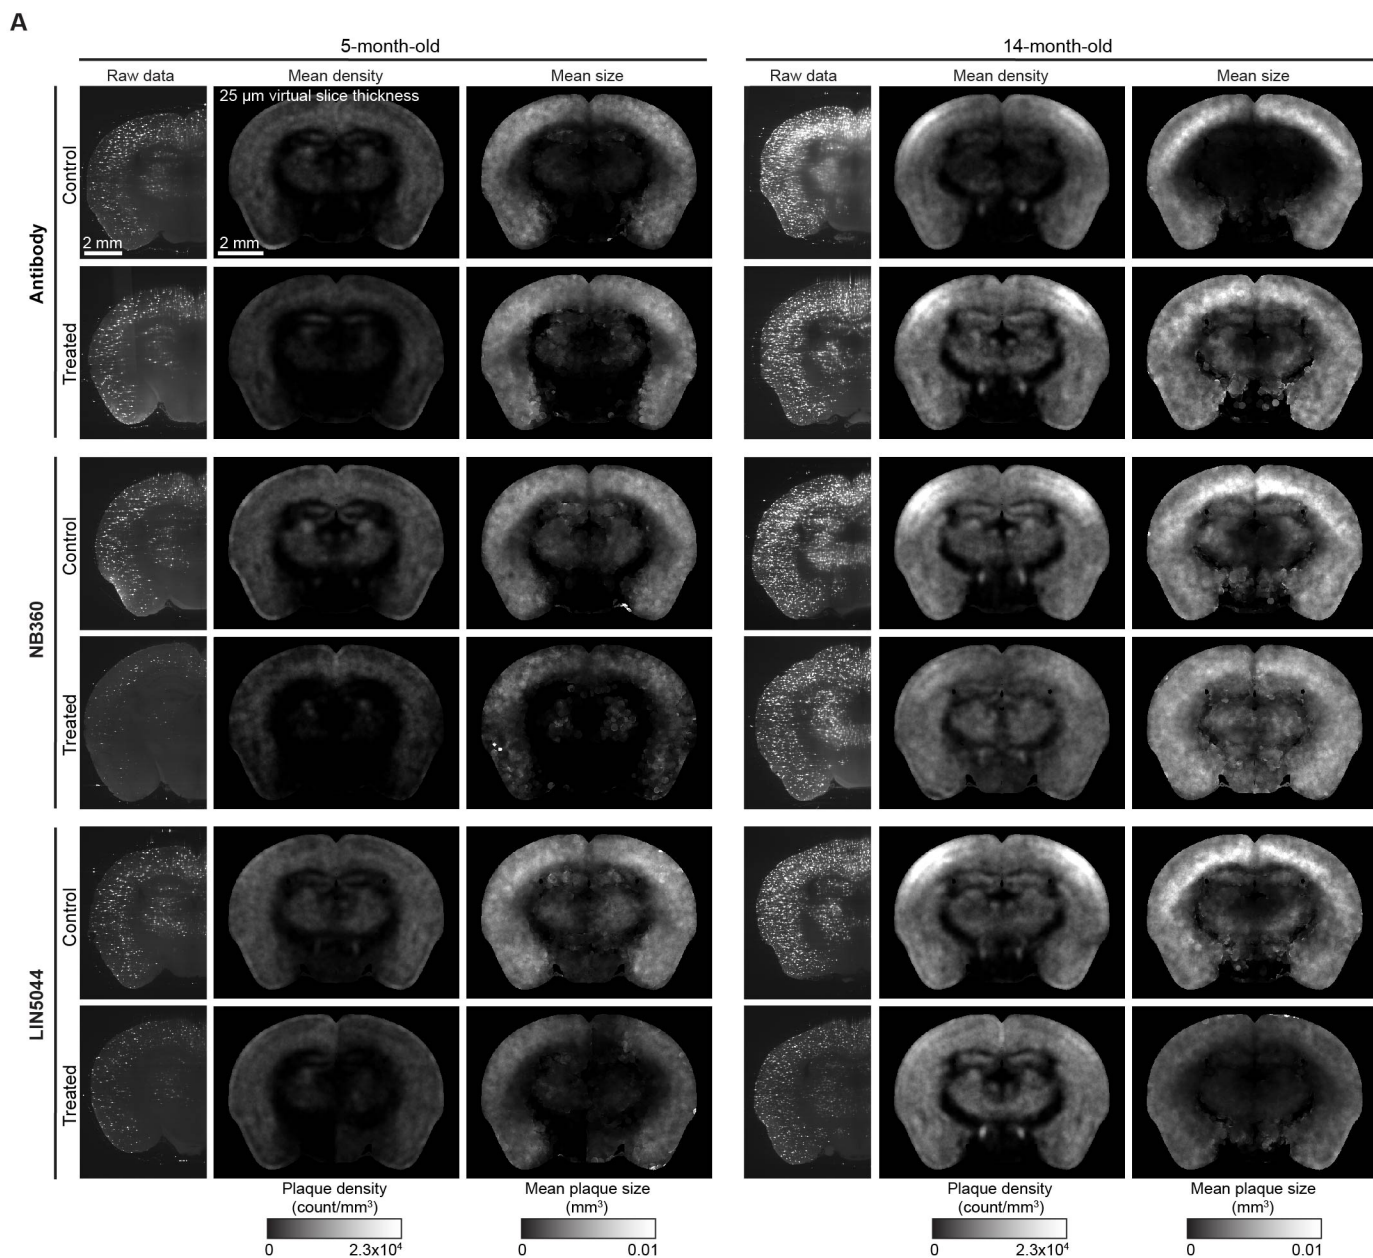 A
5-month-old
14-month-old
Raw data
Mean density
Mean size
Raw data
Mean density
Mean size
25 µm virtual slice thickness
2 mm
2 mm
Antibody
Control
Treated
NB360
Control
Treated
LIN5044
Control
Treated
Plaque density
(count/mm³)
0
2.3x10⁴
Mean plaque size
(mm³)
0
0.01
Plaque density
(count/mm³)
0
2.3x10⁴
Mean plaque size
(mm³)
0
0.01